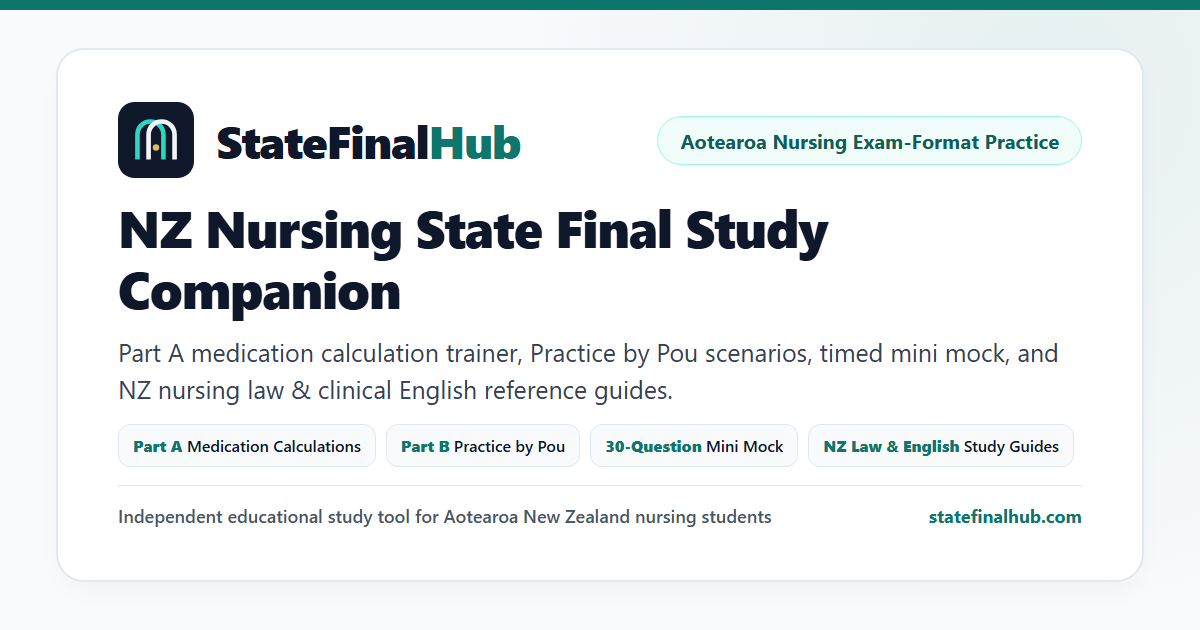 StateFinalHub
Aotearoa Nursing Exam-Format Practice
NZ Nursing State Final Study
Companion
Part A medication calculation trainer, Practice by Pou scenarios, timed mini mock, and
NZ nursing law & clinical English reference guides.
Part A Medication Calculations
Part B Practice by Pou
30-Question Mini Mock
NZ Law & English Study Guides
Independent educational study tool for Aotearoa New Zealand nursing students
statefinalhub.com